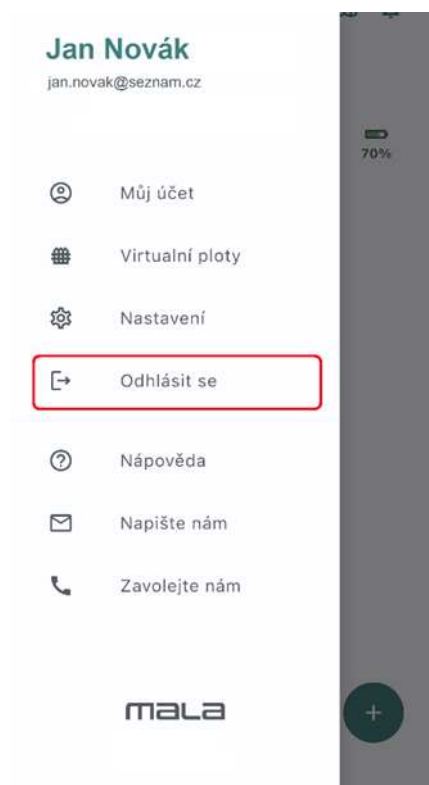 Jan Novák
jan.novak@seznam.cz
70%
Můj účet
Virtualní ploty
Nastavení
Odhlásit se
Nápověda
Napište nám
Zavolejte nám
mala
+